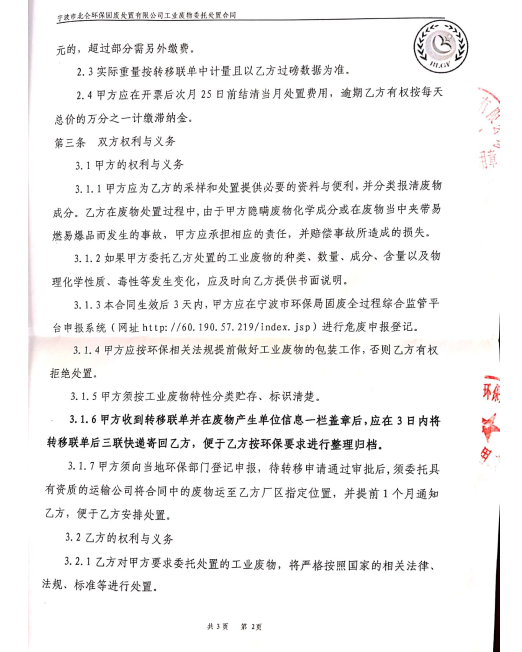 宁波市北仑环保固废处置有限公司工业废物委托处置合同
BLGF
元的，超过部分需另外缴费。
2.3 实际重量按转移联单中计量且以乙方过磅数据为准。
2.4 甲方应在开票后次月 25 日前结清当月处置费用，逾期乙方有权按每天
总价的万分之一计缴滞纳金。
第三条 双方权利与义务
3.1 甲方的权利与义务
3.1.1 甲方应为乙方的采样和处置提供必要的资料与便利，并分类报清废物
成分。乙方在废物处置过程中,由于甲方隐瞒废物化学成分或在废物当中夹带易
燃易爆品而发生的事故，甲方应承担相应的责任，并赔偿事故所造成的损失。
3.1.2 如果甲方委托乙方处置的工业废物的种类、数量、成分、含量以及物
理化学性质、毒性等发生变化，应及时向乙方提供书面说明。
3.1.3 本合同生效后 3 天内，甲方应在宁波市环保局固废全过程综合监管平
台申报系统（网址 http://60.190.57.219/index.jsp）进行危废申报登记。
3.1.4 甲方应按环保相关法规提前做好工业废物的包装工作，否则乙方有权
拒绝处置。
3.1.5 甲方须按工业废物特性分类贮存、标识清楚。
3.1.6 甲方收到转移联单并在废物产生单位信息一栏盖章后,应在 3 日内将
转移联单后三联快递寄回乙方，便于乙方按环保要求进行整理归档。
3.1.7 甲方须向当地环保部门登记申报，待转移申请通过审批后,须委托具
有资质的运输公司将合同中的废物运至乙方厂区指定位置，并提前 1 个月通知
乙方，便于乙方安排处置。
3.2 乙方的权利与义务
3.2.1 乙方对甲方要求委托处置的工业废物，将严格按照国家的相关法律、
法规、标准等进行处置。
环保
共 3 页 第 2 页